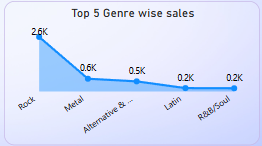 Top 5 Genre wise sales
2.6K
0.6K
0.5K
0.2K
0.2K
Rock
Metal
Alternative & ...
Latin
R&B/Soul